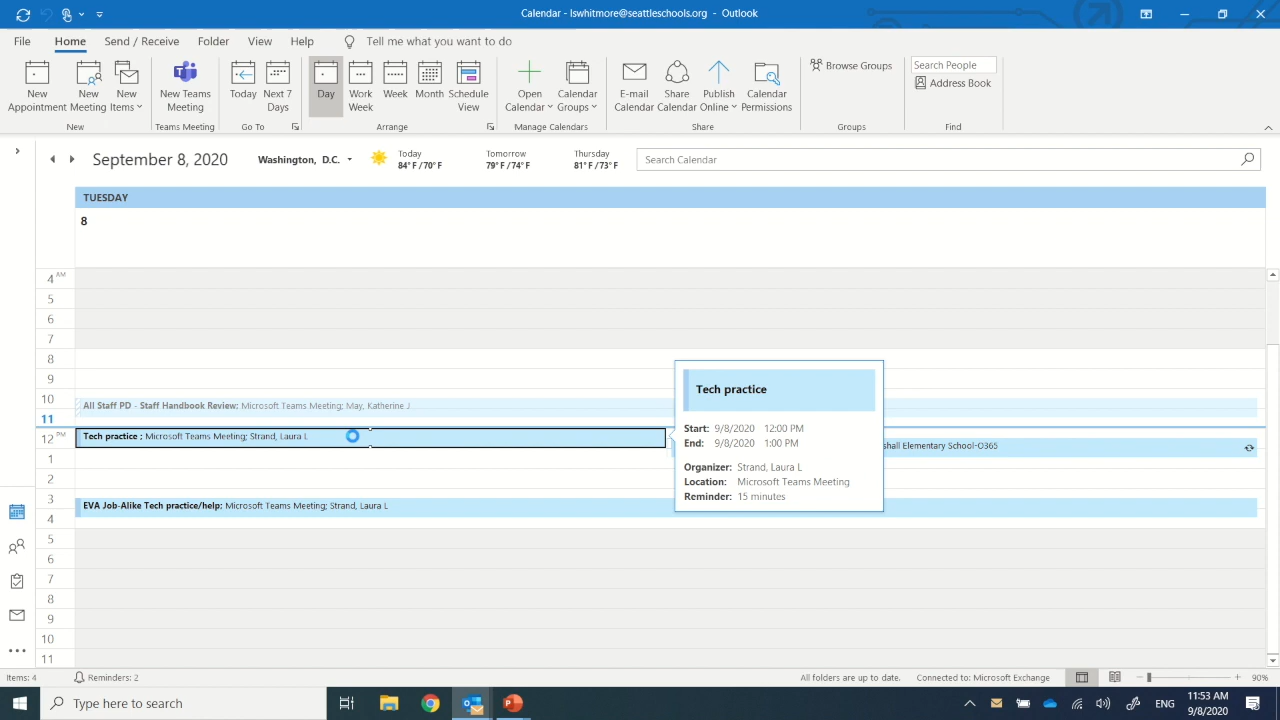 Calendar - lswhitmore@seattleschools.org - Outlook
File Home Send / Receive Folder View Help Tell me what you want to do
New Appointment
New Meeting
New Items
New Teams Meeting
Today
Next 7 Days
Day
Work Week
Week
Month
Schedule View
Open Calendar
Calendar Groups
E-mail Calendar
Share Calendar
Publish Online
Calendar Permissions
Browse Groups
Search People
Address Book
New Teams Meeting Go To Arrange Manage Calendars Share Groups Find
September 8, 2020
Washington, D.C.
Today
84° F / 70° F
Tomorrow
79° F / 74° F
Thursday
81° F / 73° F
Search Calendar
TUESDAY
8
4 AM
5
6
7
8
9
10
All Staff PD - Staff Handbook Review; Microsoft Teams Meeting; May, Katherine J
11
12 PM
Tech practice ; Microsoft Teams Meeting; Strand, Laura L
shall Elementary School-O365
1
2
3
EVA Job-Alike Tech practice/help; Microsoft Teams Meeting; Strand, Laura L
4
5
6
7
8
9
10
11
Tech practice
Start: 9/8/2020 12:00 PM
End: 9/8/2020 1:00 PM
Organizer: Strand, Laura L
Location: Microsoft Teams Meeting
Reminder: 15 minutes
Items: 4 Reminders: 2 All folders are up to date. Connected to: Microsoft Exchange 90%
Type here to search
ENG
11:53 AM
9/8/2020